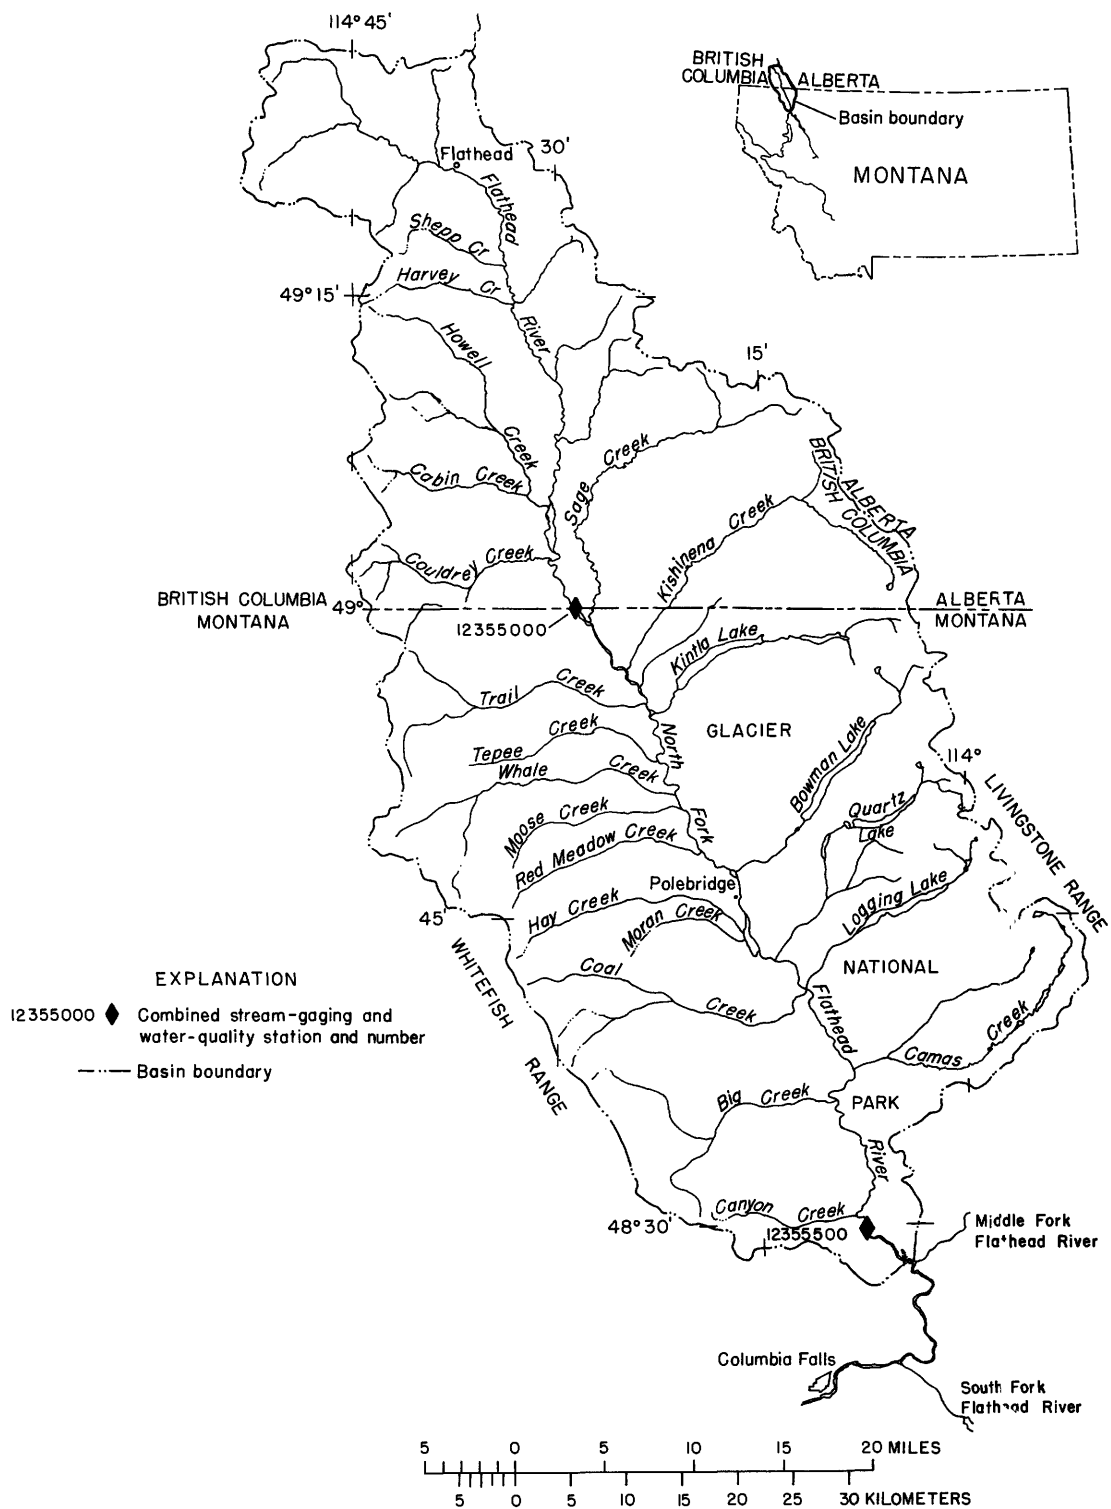 114° 45'
BRITISH
COLUMBIA
ALBERTA
Basin boundary
MONTANA
Flathead
30'
Flathead
Shepp Cr
Harvey Cr
49° 15'
River
Howell
15'
Creek
Creek
Cabin Creek
Sage
ALBERTA
BRITISH COLUMBIA
Kishinena Creek
Couldrey Creek
BRITISH COLUMBIA
MONTANA
49°
12355000
ALBERTA
MONTANA
Kintla Lake
Trail Creek
North
GLACIER
Tepee Creek
Whale Creek
Bowman Lake
114°
LIVINGSTONE RANGE
Quartz
Lake
Moose Creek
Fork
Red Meadow Creek
Polebridge
Logging Lake
45'
Hay Creek
Moran Creek
WHITEFISH
RANGE
Coal
Creek
NATIONAL
Flathead
Camas Creek
EXPLANATION
12355000 Combined stream-gaging and
water-quality station and number
Basin boundary
Big Creek
PARK
River
Canyon Creek
48° 30'
12355500
Middle Fork
Flathead River
Columbia Falls
South Fork
Flathead River
5 0 5 10 15 20 MILES
5 0 5 10 15 20 25 30 KILOMETERS